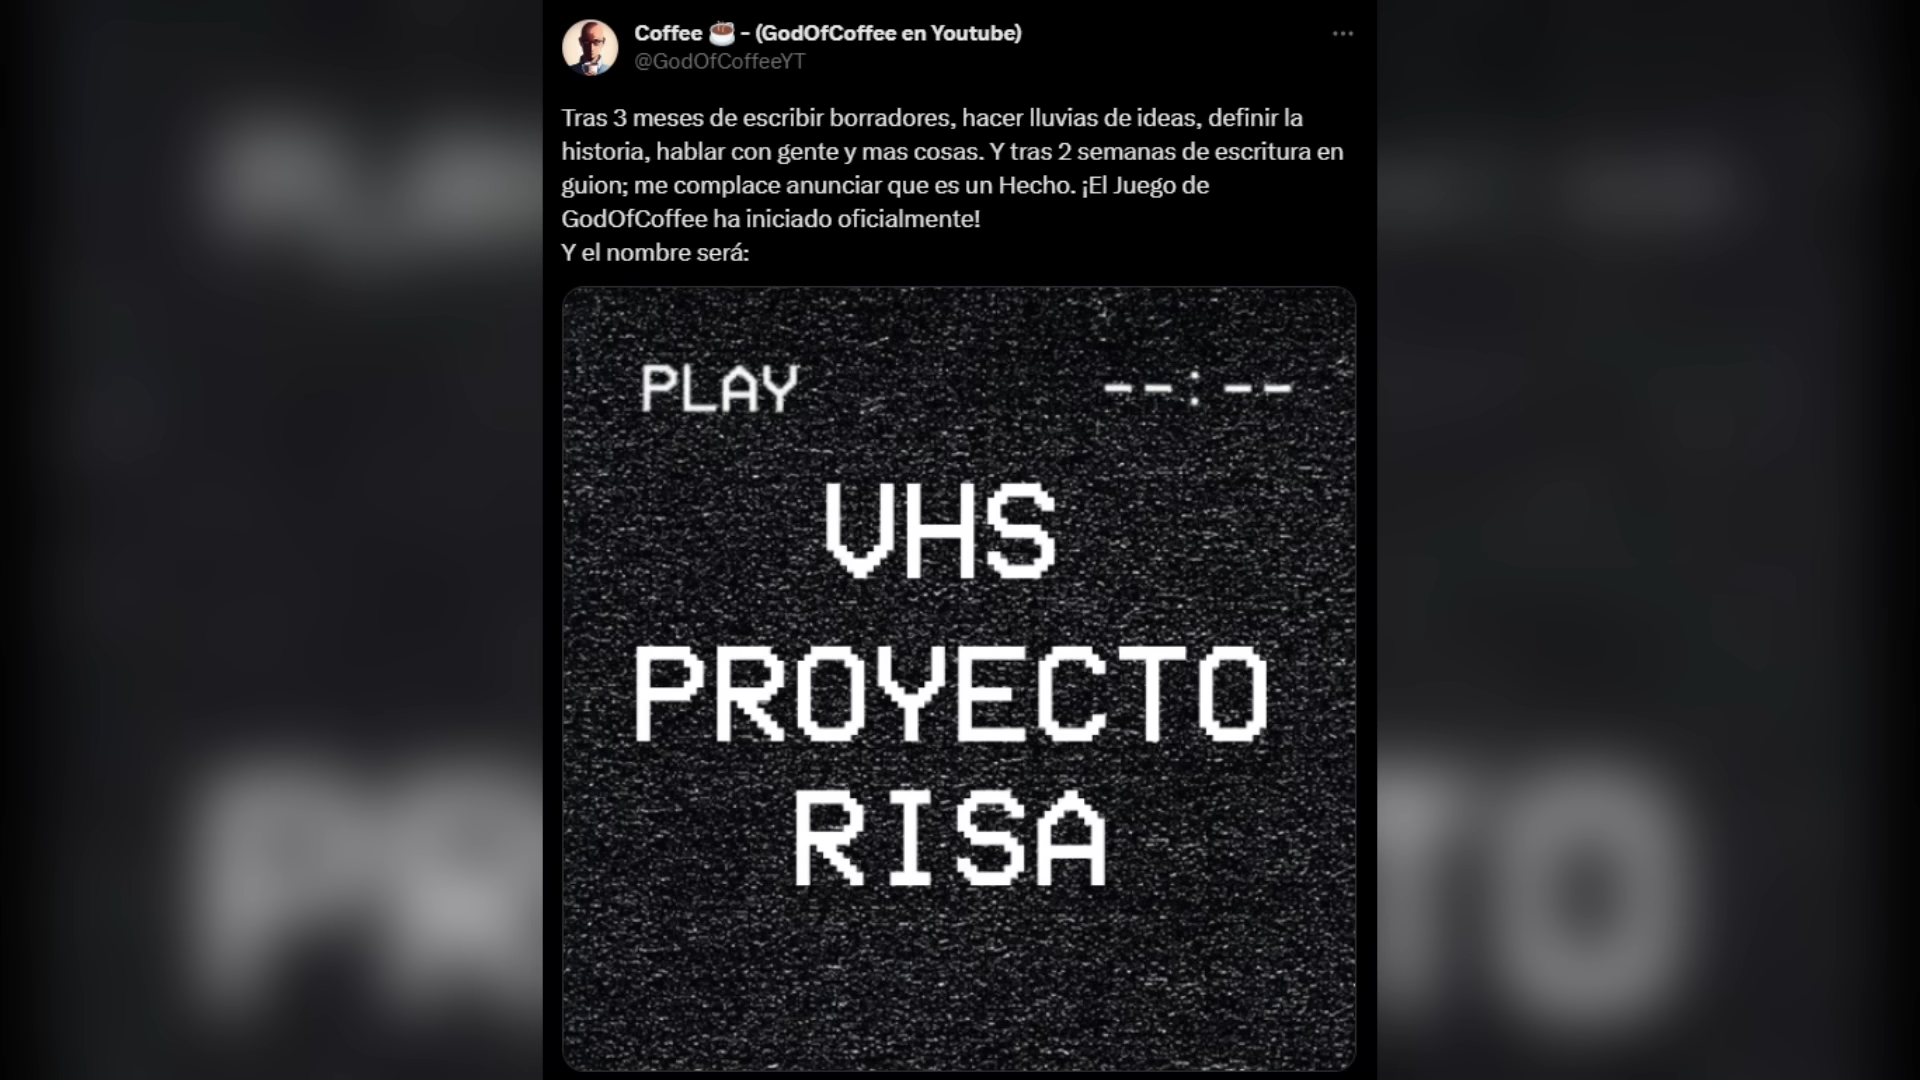 Coffee ☕ - (GodOfCoffee en Youtube)
@GodOfCoffeeYT
Tras 3 meses de escribir borradores, hacer lluvias de ideas, definir la
historia, hablar con gente y mas cosas. Y tras 2 semanas de escritura en
guion; me complace anunciar que es un Hecho. ¡El Juego de
GodOfCoffee ha iniciado oficialmente!
Y el nombre será:
PLAY --:--
VHS
PROYECTO
RISA